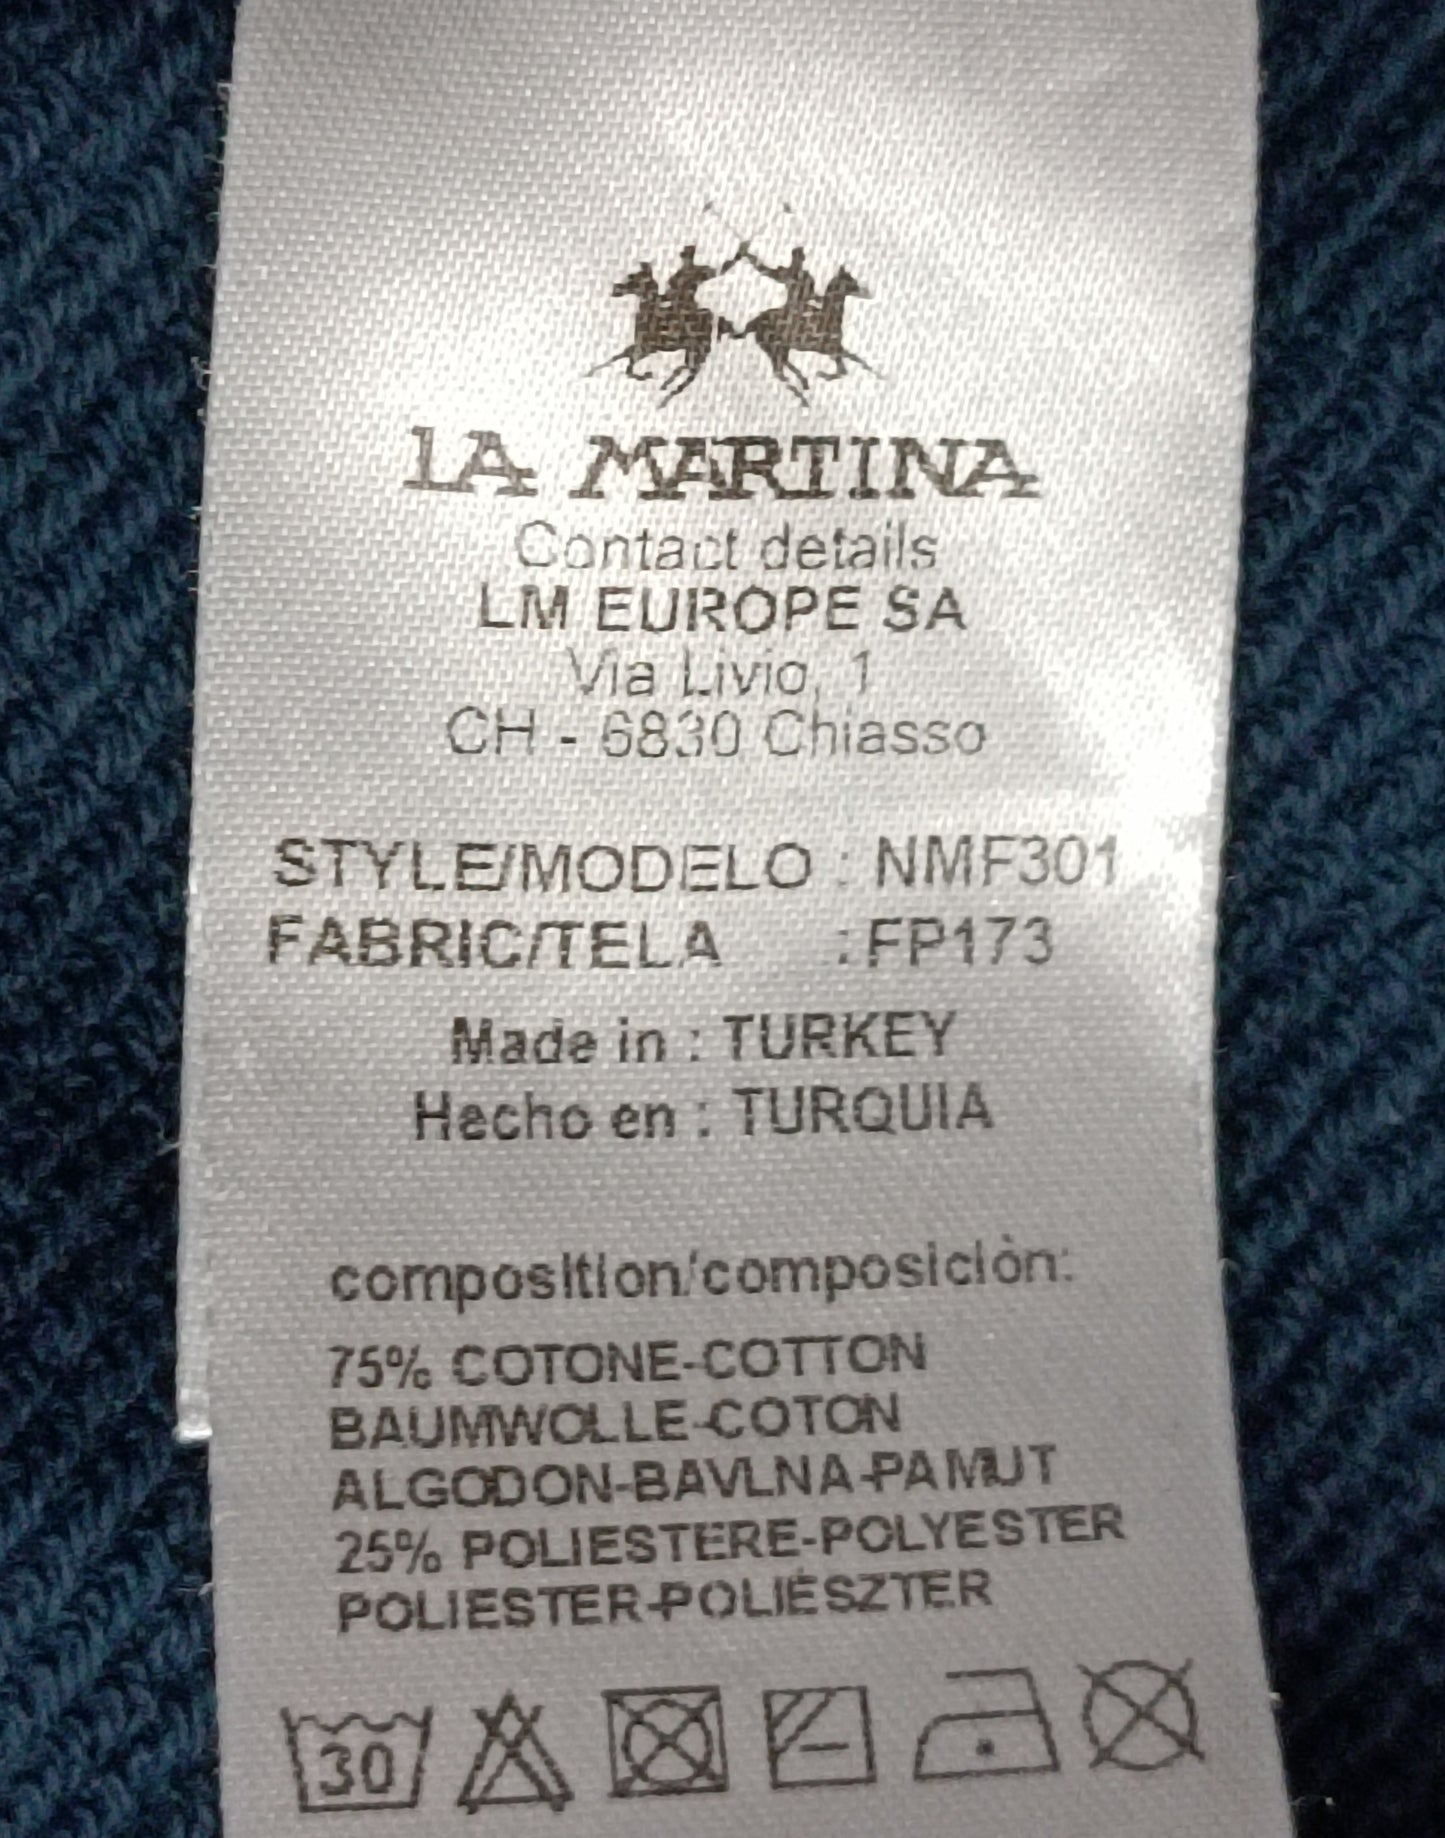 LA MARTINA
Contact details
LM EUROPE SA
Via Livio, 1
CH - 6830 Chiasso
STYLE/MODELO : NMF301
FABRIC/TELA : FP173
Made in : TURKEY
Hecho en : TURQUIA
composition/composiciòn:
75% COTONE-COTTON
BAUMWOLLE-COTON
ALGODON-BAVLNA-PAMUT
25% POLIESTERE-POLYESTER
POLIESTER-POLIÉSZTER
30